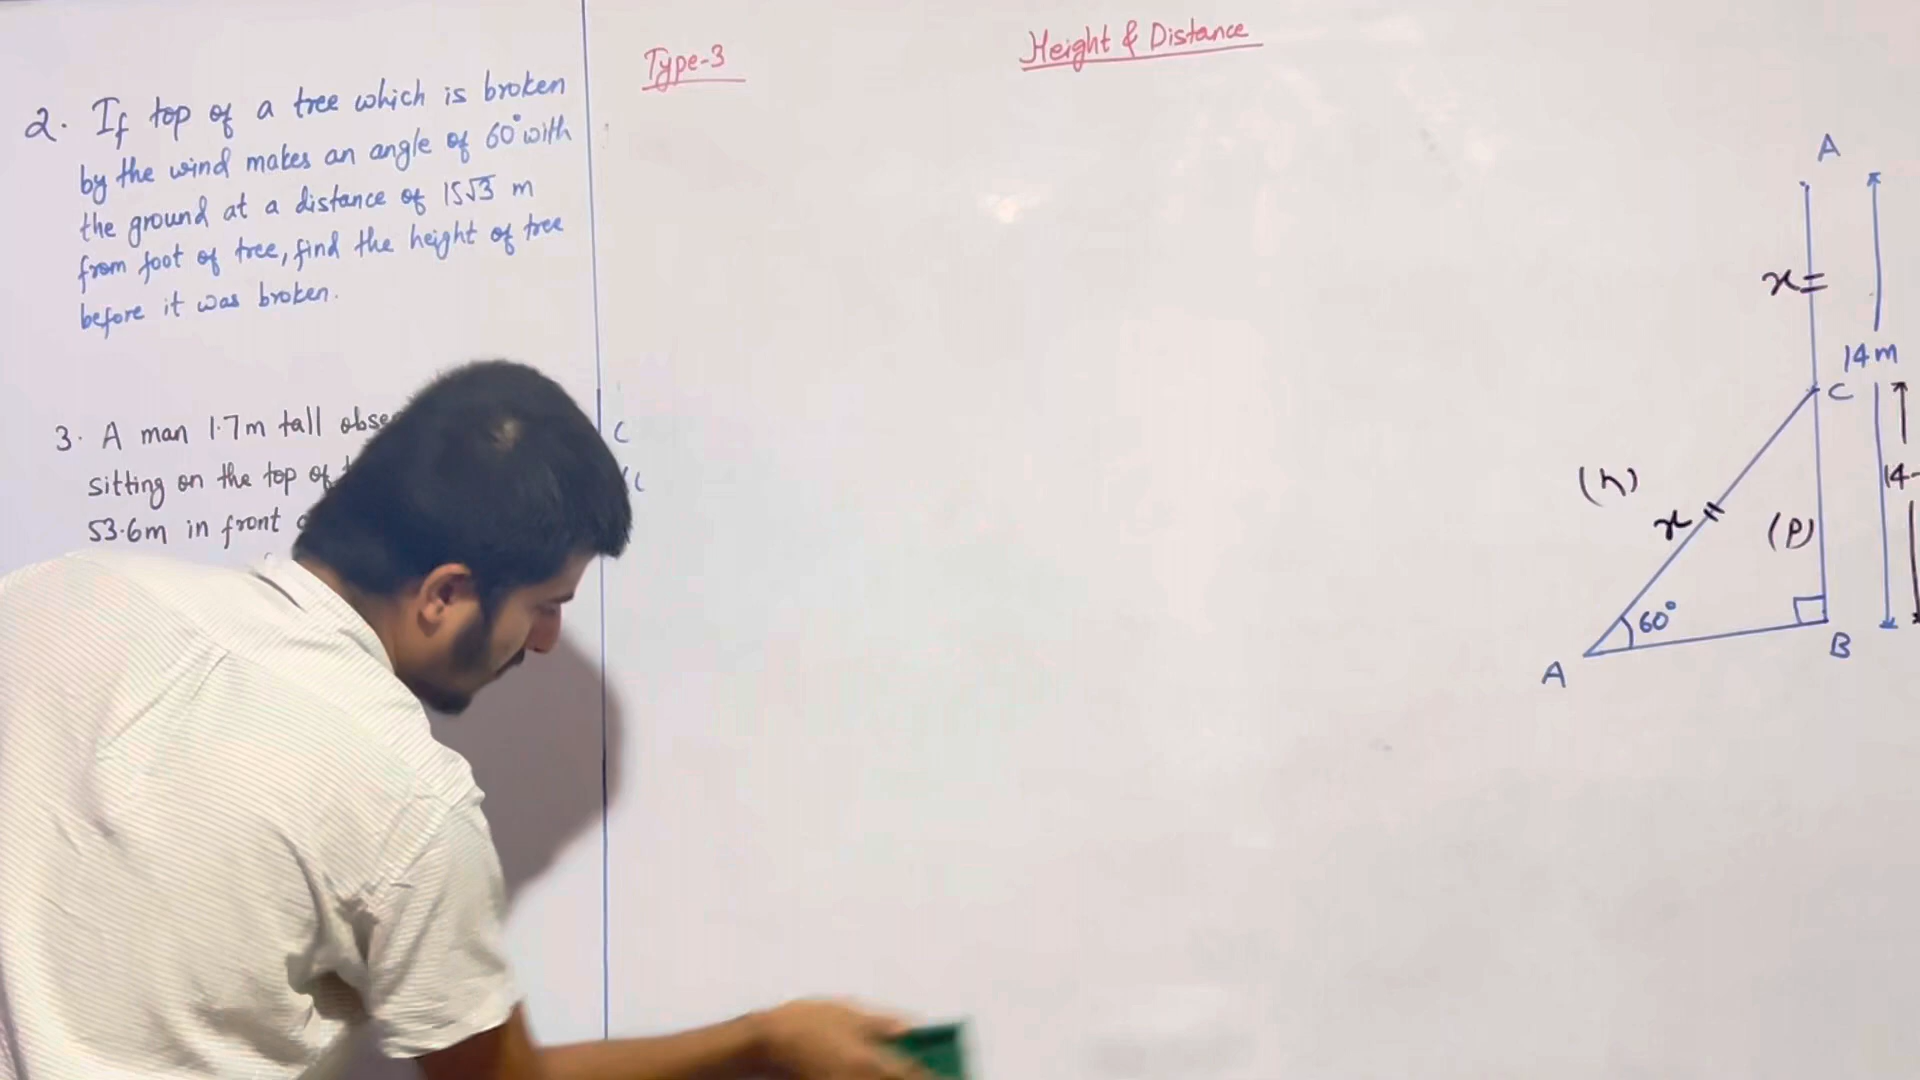 Type-3
Height & Distance
2. If top of a tree which is broken
by the wind makes an angle of 60° with
the ground at a distance of 15√3 m
from foot of tree, find the height of tree
before it was broken.
3. A man 1.7m tall obse
sitting on the top of
53.6m in front
A
x
14m
C
(h)
14-
x
(p)
60°
B
A